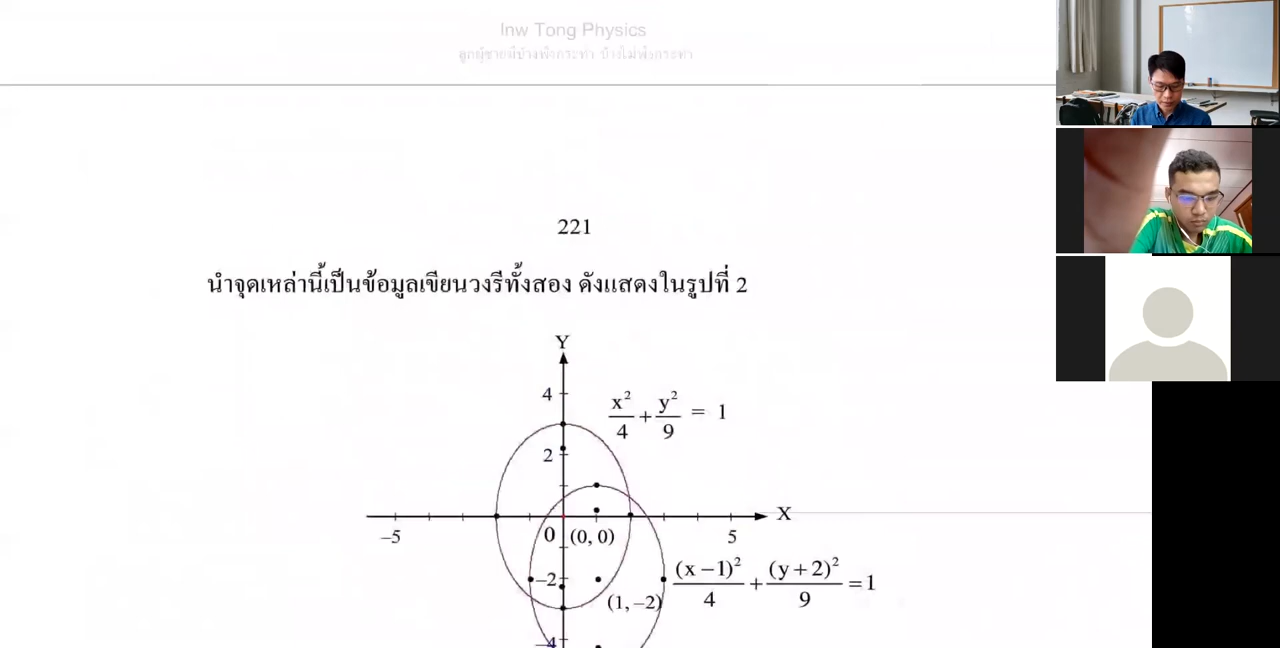 Inw Tong Physics
221
นำจุดเหล่านี้เป็นข้อมูลเขียนวงรีทั้งสอง ดังแสดงในรูปที่ 2
Y
4
x²/4 + y²/9 = 1
2
X
–5
0
(0, 0)
5
–2
(x – 1)²/4 + (y + 2)²/9 = 1
(1, –2)
–4